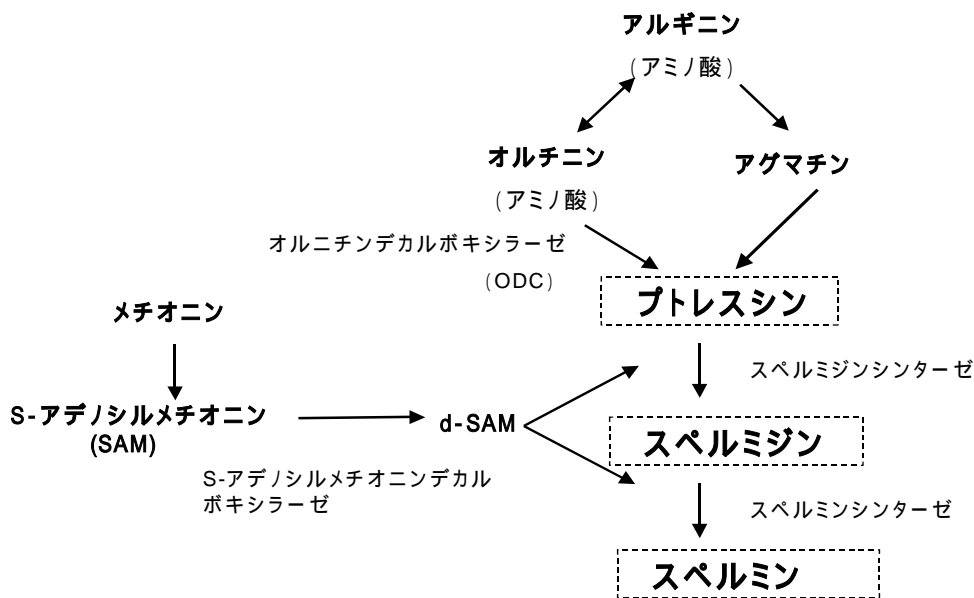 アルギニン
(アミノ酸)
オルチニン
(アミノ酸)
アグマチン
オルニチンデカルボキシラーゼ
(ODC)
プトレスシン
メチオニン
スペルミジンシンターゼ
S-アデノシルメチオニン
(SAM)
d-SAM
スペルミジン
S-アデノシルメチオニンデカル
ボキシラーゼ
スペルミンシンターゼ
スペルミン